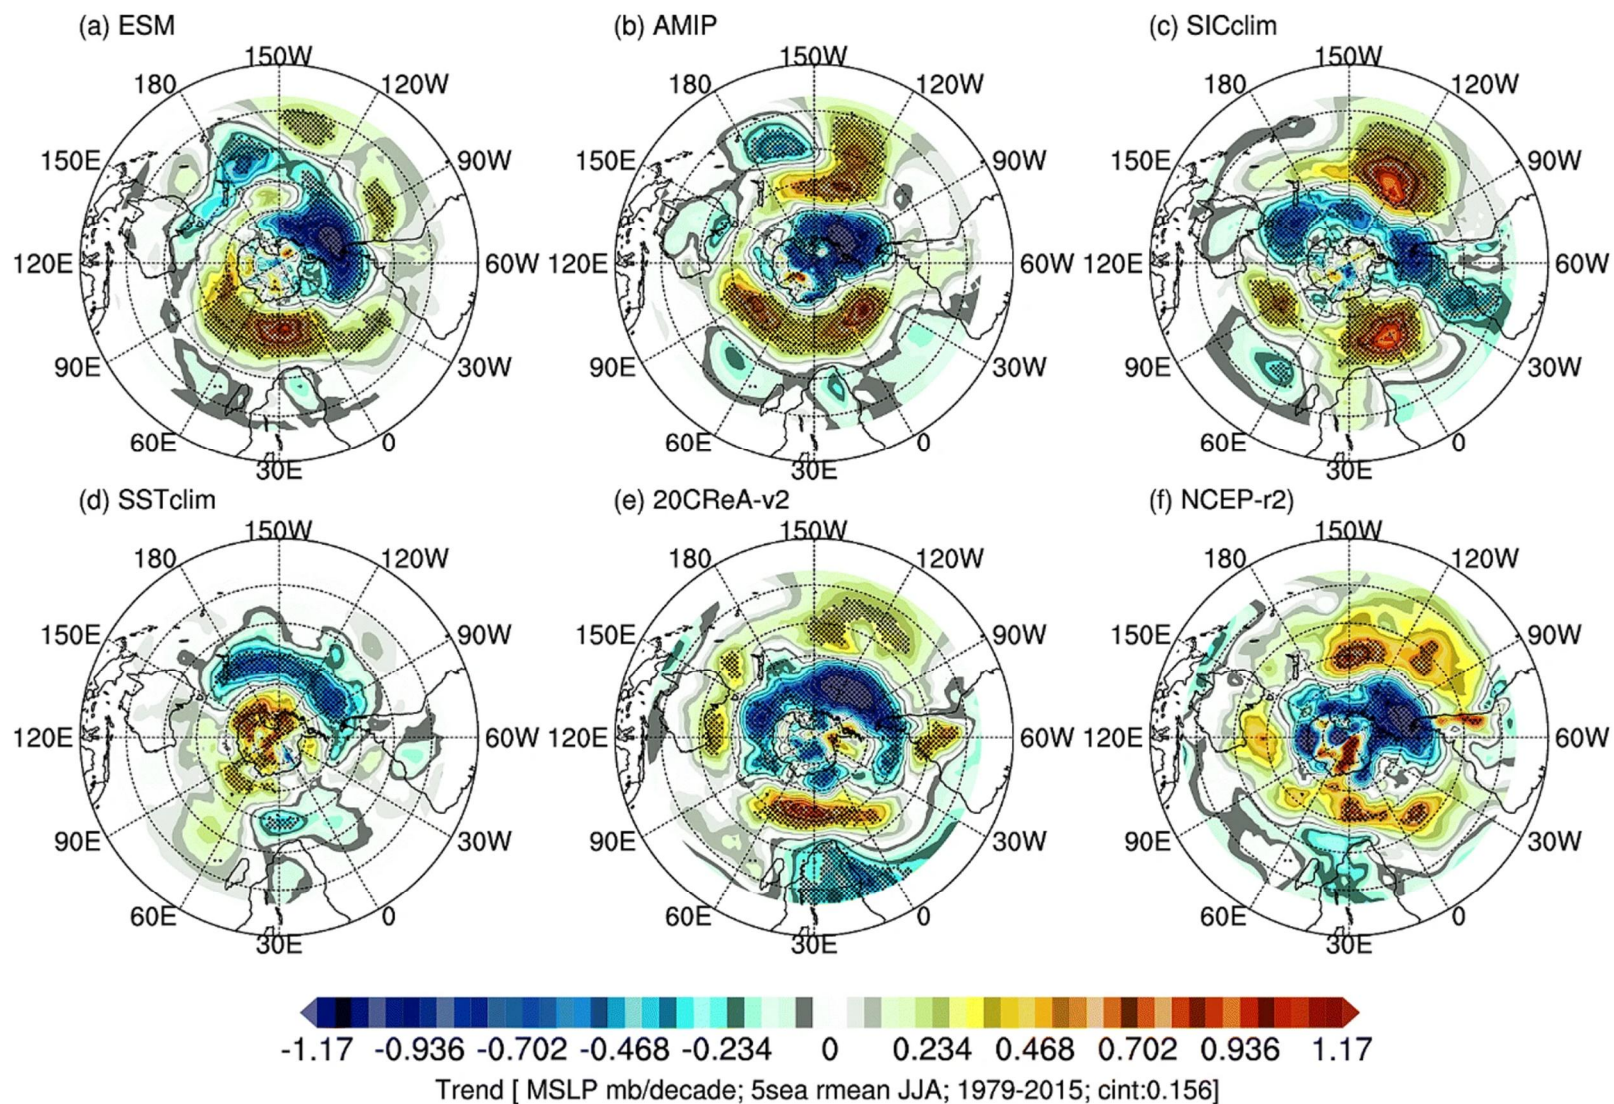 (a) ESM
(b) AMIP
(c) SICclim
150W
150W
150W
180
120W
180
120W
180
120W
150E
90W
150E
90W
150E
90W
120E
60W
120E
60W
120E
60W
90E
30W
90E
30W
90E
30W
60E
0
60E
0
60E
0
30E
30E
30E
(d) SSTclim
(e) 20CReA-v2
(f) NCEP-r2)
150W
150W
150W
180
120W
180
120W
180
120W
150E
90W
150E
90W
150E
90W
120E
60W
120E
60W
120E
60W
90E
30W
90E
30W
90E
30W
60E
0
60E
0
60E
0
30E
30E
30E
-1.17 -0.936 -0.702 -0.468 -0.234 0 0.234 0.468 0.702 0.936 1.17
Trend [ MSLP mb/decade; 5sea rmean JJA; 1979-2015; cint:0.156]